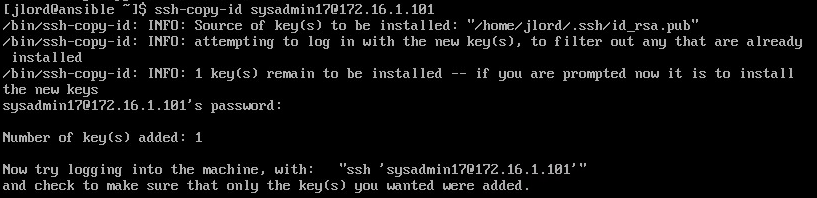 [jlord@ansible ~]$ ssh-copy-id sysadmin17@172.16.1.101
/bin/ssh-copy-id: INFO: Source of key(s) to be installed: "/home/jlord/.ssh/id_rsa.pub"
/bin/ssh-copy-id: INFO: attempting to log in with the new key(s), to filter out any that are already
 installed
/bin/ssh-copy-id: INFO: 1 key(s) remain to be installed -- if you are prompted now it is to install
the new keys
sysadmin17@172.16.1.101's password:
Number of key(s) added: 1
Now try logging into the machine, with:   "ssh 'sysadmin17@172.16.1.101'"
and check to make sure that only the key(s) you wanted were added.